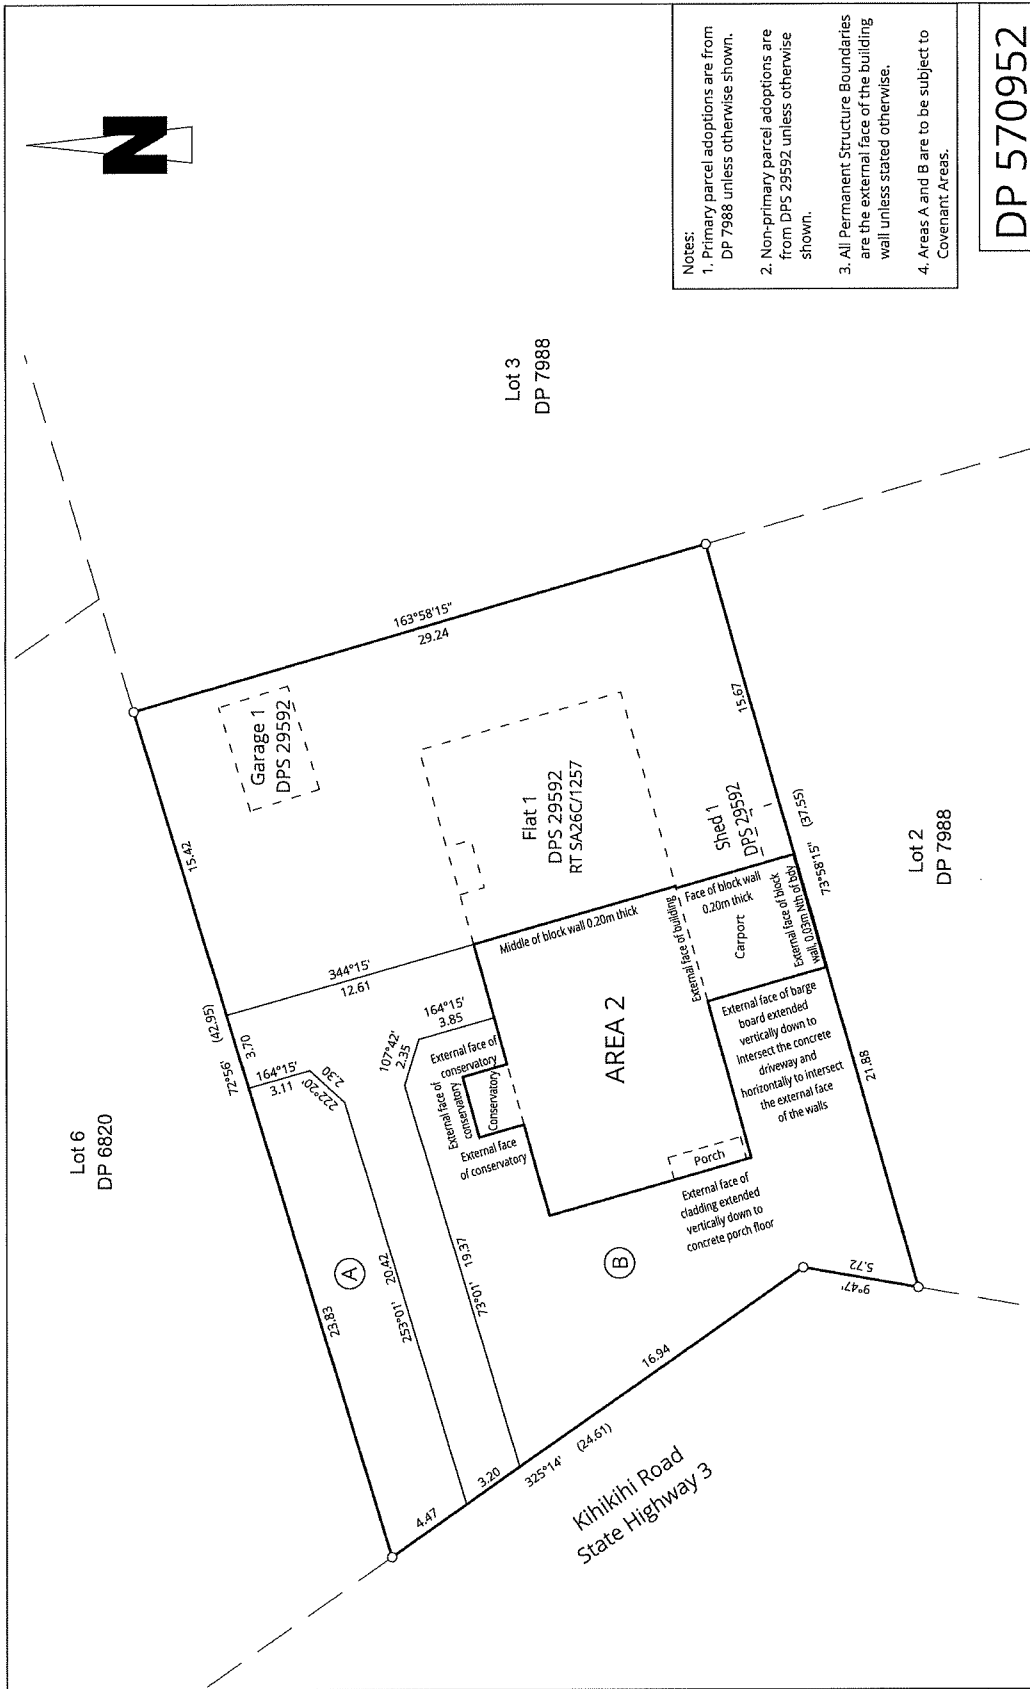 N
Lot 6
DP 6820
Lot 3
DP 7988
Lot 2
DP 7988
Kihikihi Road
State Highway 3
Garage 1
DPS 29592
Flat 1
DPS 29592
RT SA26C/1257
Shed 1
DPS 29592
AREA 2
Carport
Porch
Conservatory
A
B
72°56'
(42.95)
23.83
3.70
15.42
163°58'15"
29.24
15.67
73°58'15"
(37.55)
21.88
9°47'
5.72
16.94
325°14'
(24.61)
3.20
4.47
253°01'
20.42
222°20'
2.30
164°15'
3.11
73°01'
19.37
107°42'
2.35
164°15'
3.85
344°15'
12.61
External face of
conservatory
External face of
conservatory
External face
of conservatory
Middle of block wall 0.20m thick
External face of building
Face of block wall
0.20m thick
External face of block
wall, 0.03m Nth of bdy
External face of barge
board extended
vertically down to
intersect the concrete
driveway and
horizontally to intersect
the external face
of the walls
External face of
cladding extended
vertically down to
concrete porch floor
Notes:
1. Primary parcel adoptions are from
DP 7988 unless otherwise shown.
2. Non-primary parcel adoptions are
from DPS 29592 unless otherwise
shown.
3. All Permanent Structure Boundaries
are the external face of the building
wall unless stated otherwise.
4. Areas A and B are to be subject to
Covenant Areas.
DP 570952